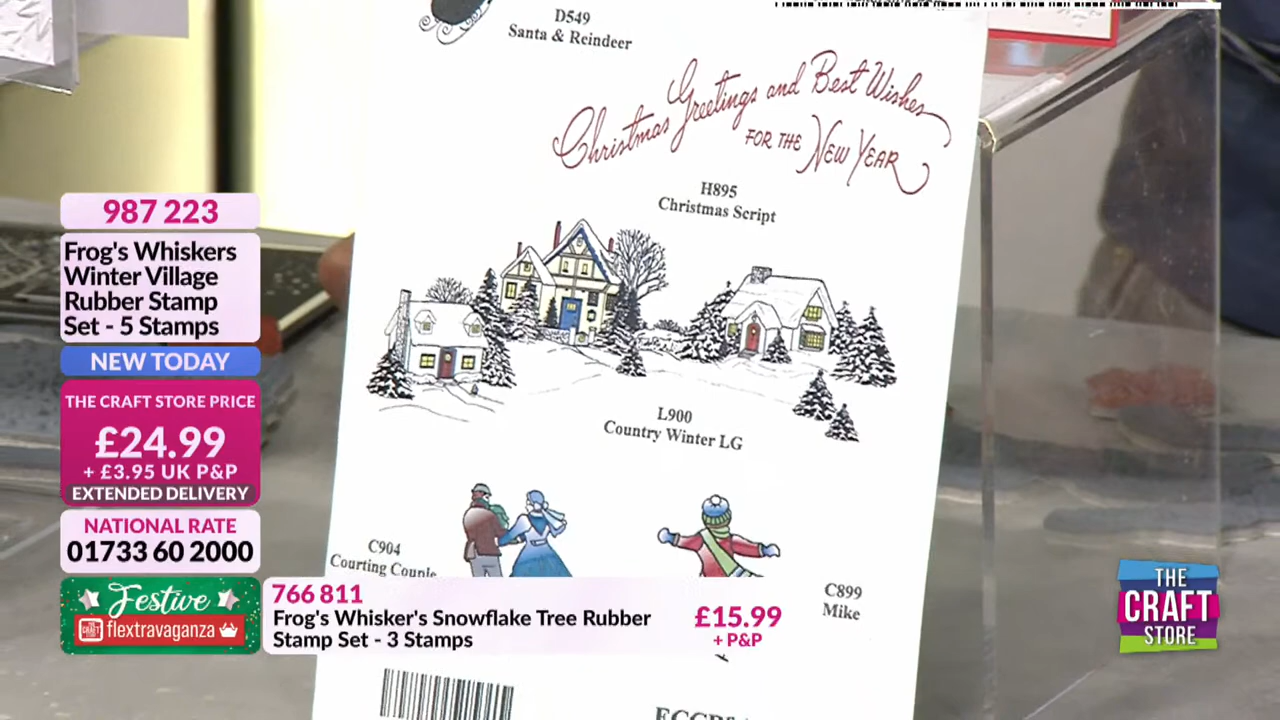 D549
Santa & Reindeer
Christmas Greetings and Best Wishes
FOR THE NEW YEAR
H895
Christmas Script
L900
Country Winter LG
C904
Courting Couple
C899
Mike
987 223
Frog's Whiskers
Winter Village
Rubber Stamp
Set - 5 Stamps
NEW TODAY
THE CRAFT STORE PRICE
£24.99
+ £3.95 UK P&P
EXTENDED DELIVERY
NATIONAL RATE
01733 60 2000
Festive
flextravaganza
766 811
Frog's Whisker's Snowflake Tree Rubber
Stamp Set - 3 Stamps
£15.99
+ P&P
THE
CRAFT
STORE